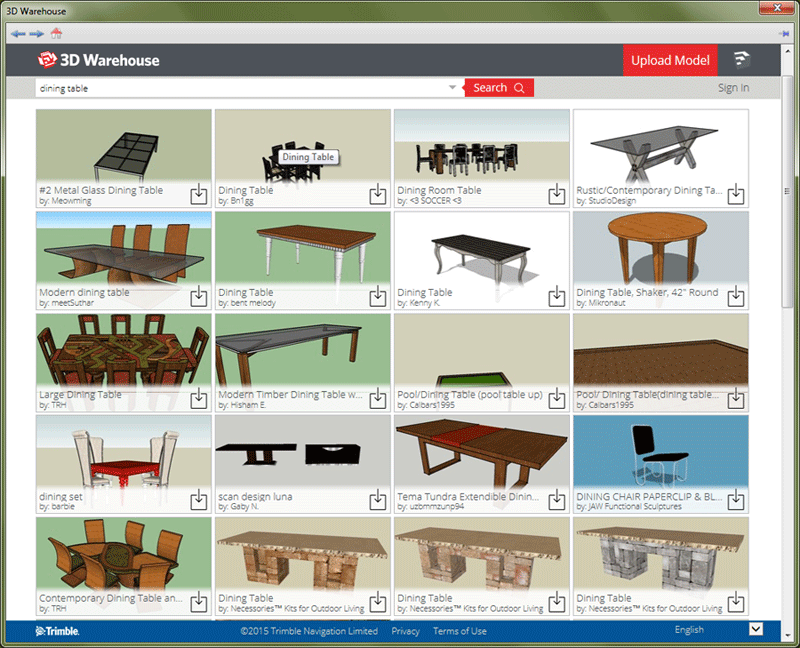 3D Warehouse
3D Warehouse
Upload Model
dining table
Search
Sign In
#2 Metal Glass Dining Table
by: Meowming
Dining Table
Dining Table
by: Bn1gg
Dining Room Table
by: <3 SOCCER <3
Rustic/Contemporary Dining Ta...
by: StudioDesign
Modern dining table
by: meetSuthar
Dining Table
by: bent melody
Dining Table
by: Kenny K.
Dining Table, Shaker, 42" Round
by: Mikronaut
Large Dining Table
by: TRH
Modern Timber Dining Table w...
by: Hisham E.
Pool/Dining Table (pool table up)
by: Calbars1995
Pool/ Dining Table(dining table...
by: Calbars1995
dining set
by: barbie
scan design luna
by: Gaby N.
Tema Tundra Extendible Dinin...
by: uzbmmzunp94
DINING CHAIR PAPERCLIP & BL...
by: JAW Functional Sculptures
Contemporary Dining Table an...
by: TRH
Dining Table
by: Necessories™ Kits for Outdoor Living
Dining Table
by: Necessories™ Kits for Outdoor Living
Dining Table
by: Necessories™ Kits for Outdoor Living
Trimble.
©2015 Trimble Navigation Limited
Privacy
Terms of Use
English